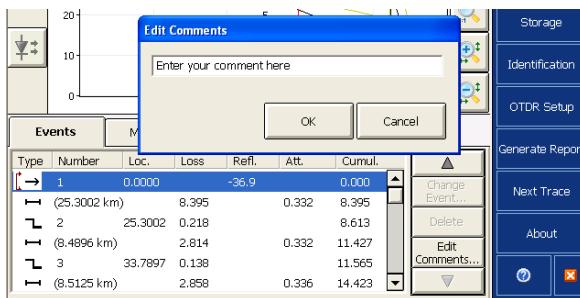 20
Edit Comments
Storage
Enter your comment here
10
Identification
0
OK
Cancel
OTDR Setup
Events
M
Generate Repor
Type Number Loc. Loss Refl. Att. Cumul.
1 0.0000 -36.9 0.000
Change Event...
Next Trace
(25.3002 km) 8.395 0.332 8.395
2 25.3002 0.218 8.613
Delete
About
(8.4896 km) 2.814 0.332 11.427
Edit Comments...
3 33.7897 0.138 11.565
(8.5125 km) 2.858 0.336 14.423